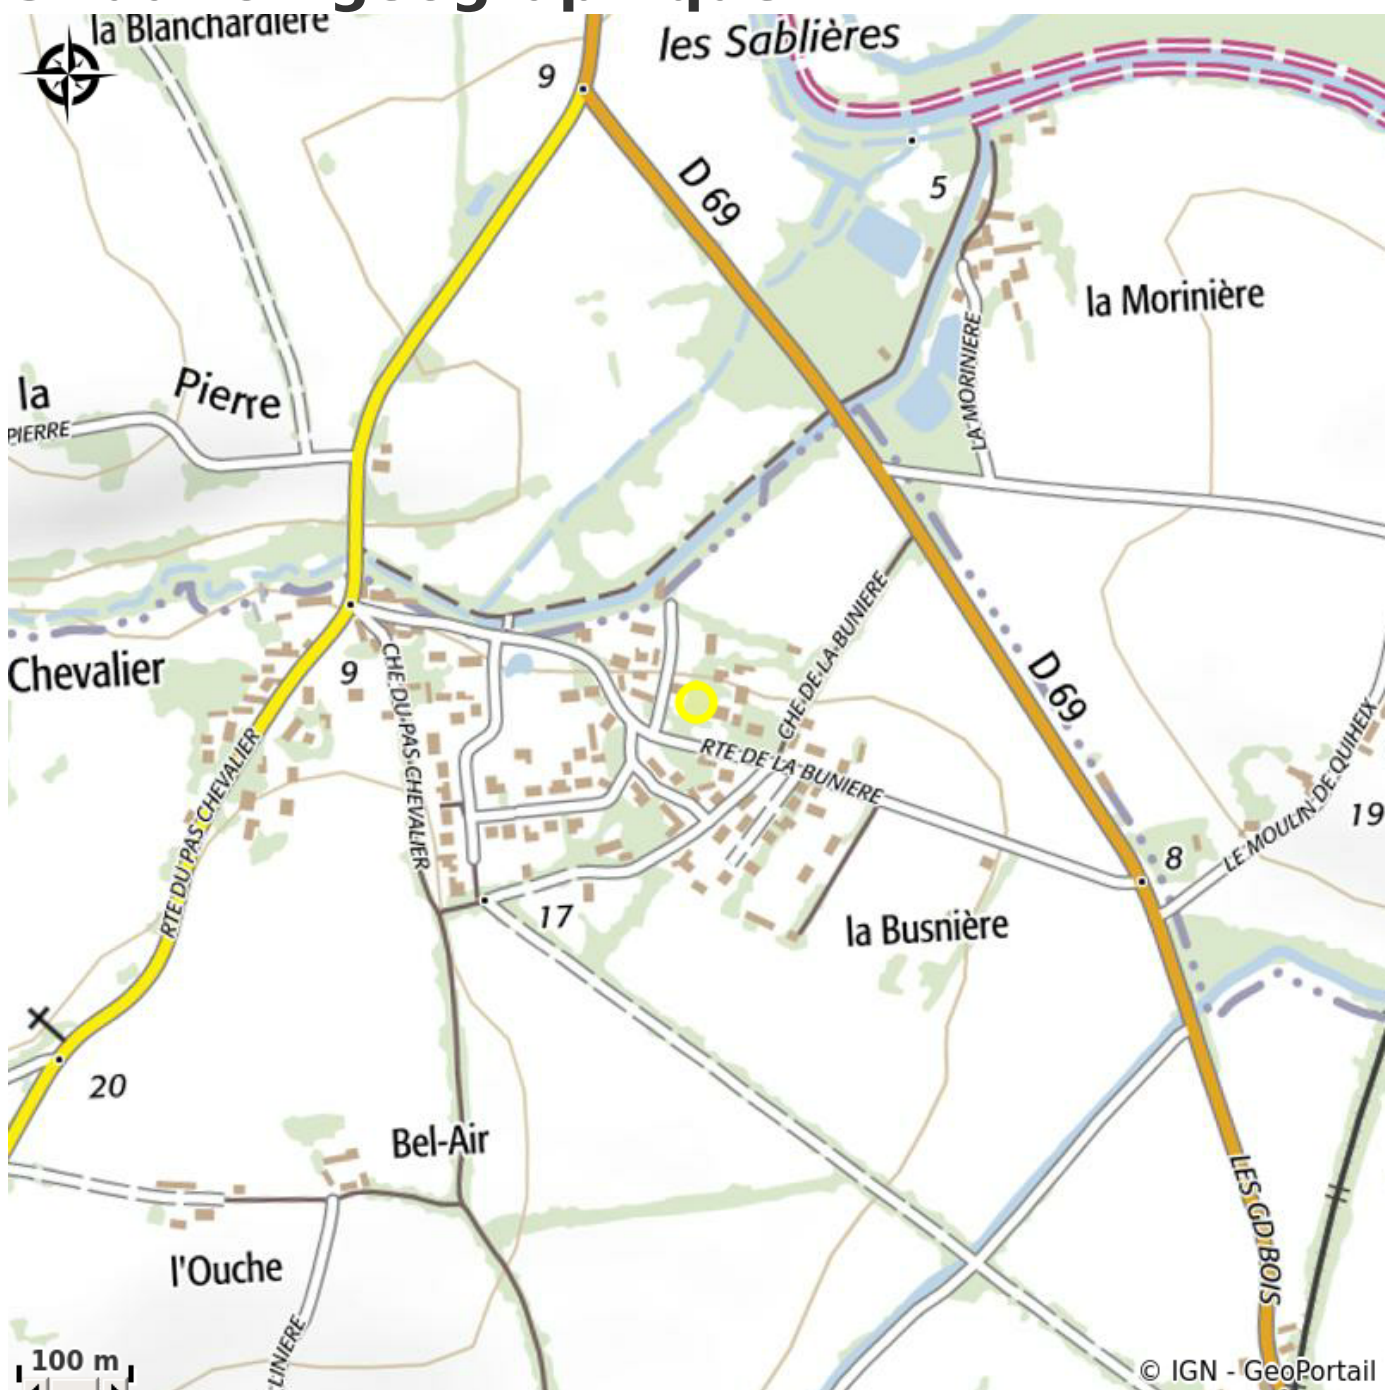 la Blanchardière
les Sablières
9
D 69
5
la Morinière
LA MORINIERE
la Pierre
PIERRE
Chevalier
9
CHE DU PAS CHEVALIER
CHE DE LA BUNIERE
RTE DE LA BUNIERE
D 69
RTE DU PAS CHEVALIER
LE MOULIN DE QUIHEIX
19
8
17
la Busnière
20
Bel-Air
l'Ouche
LES GD BOIS
LINIERE
100 m
© IGN - GeoPortail